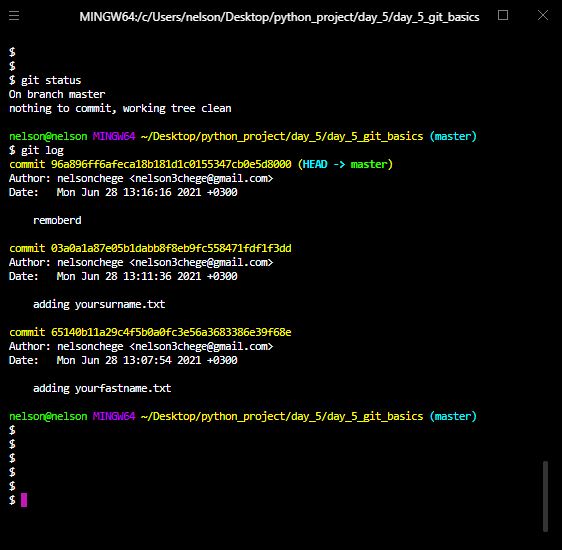 MINGW64:/c/Users/nelson/Desktop/python_project/day_5/day_5_git_basics
$
$
$ git status
On branch master
nothing to commit, working tree clean
nelson@nelson MINGW64 ~/Desktop/python_project/day_5/day_5_git_basics (master)
$ git log
commit 96a896ff6afeca18b181d1c0155347cb0e5d8000 (HEAD -> master)
Author: nelsonchege <nelson3chege@gmail.com>
Date:   Mon Jun 28 13:16:16 2021 +0300
    remoberd
commit 03a0a1a87e05b1dabb8f8eb9fc558471fdf1f3dd
Author: nelsonchege <nelson3chege@gmail.com>
Date:   Mon Jun 28 13:11:36 2021 +0300
    adding yoursurname.txt
commit 65140b11a29c4f5b0a0fc3e56a3683386e39f68e
Author: nelsonchege <nelson3chege@gmail.com>
Date:   Mon Jun 28 13:07:54 2021 +0300
    adding yourfastname.txt
nelson@nelson MINGW64 ~/Desktop/python_project/day_5/day_5_git_basics (master)
$
$
$
$
$
$